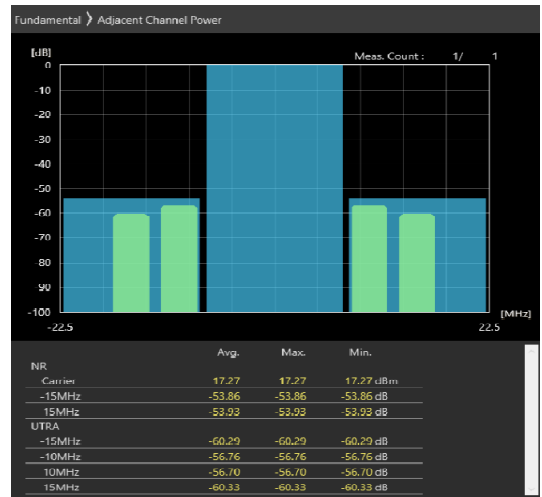 Fundamental ❯ Adjacent Channel Power
[dB]
Meas. Count : 1/ 1
0
-10
-20
-30
-40
-50
-60
-70
-80
-90
-100
[MHz]
-22.5 22.5
Avg. Max. Min.
NR
Carrier 17.27 17.27 17.27 dBm
-15MHz -53.86 -53.86 -53.86 dB
15MHz -53.93 -53.93 -53.93 dB
UTRA
-15MHz -60.29 -60.29 -60.29 dB
-10MHz -56.76 -56.76 -56.76 dB
10MHz -56.70 -56.70 -56.70 dB
15MHz -60.33 -60.33 -60.33 dB